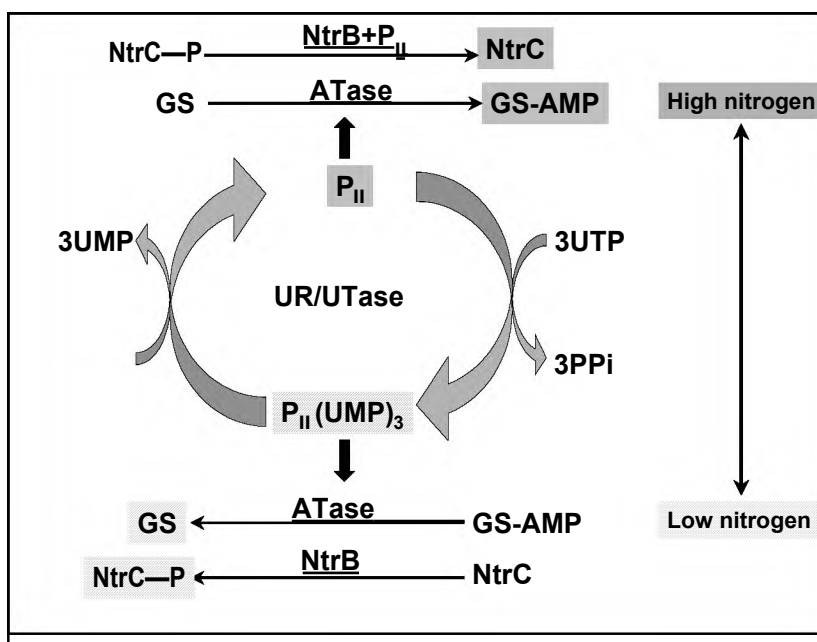 NtrB+PII
NtrC—P NtrC
ATase
GS GS-AMP High nitrogen
PII
3UMP 3UTP
UR/UTase
3PPi
PII (UMP)3
ATase
GS GS-AMP Low nitrogen
NtrB
NtrC—P NtrC